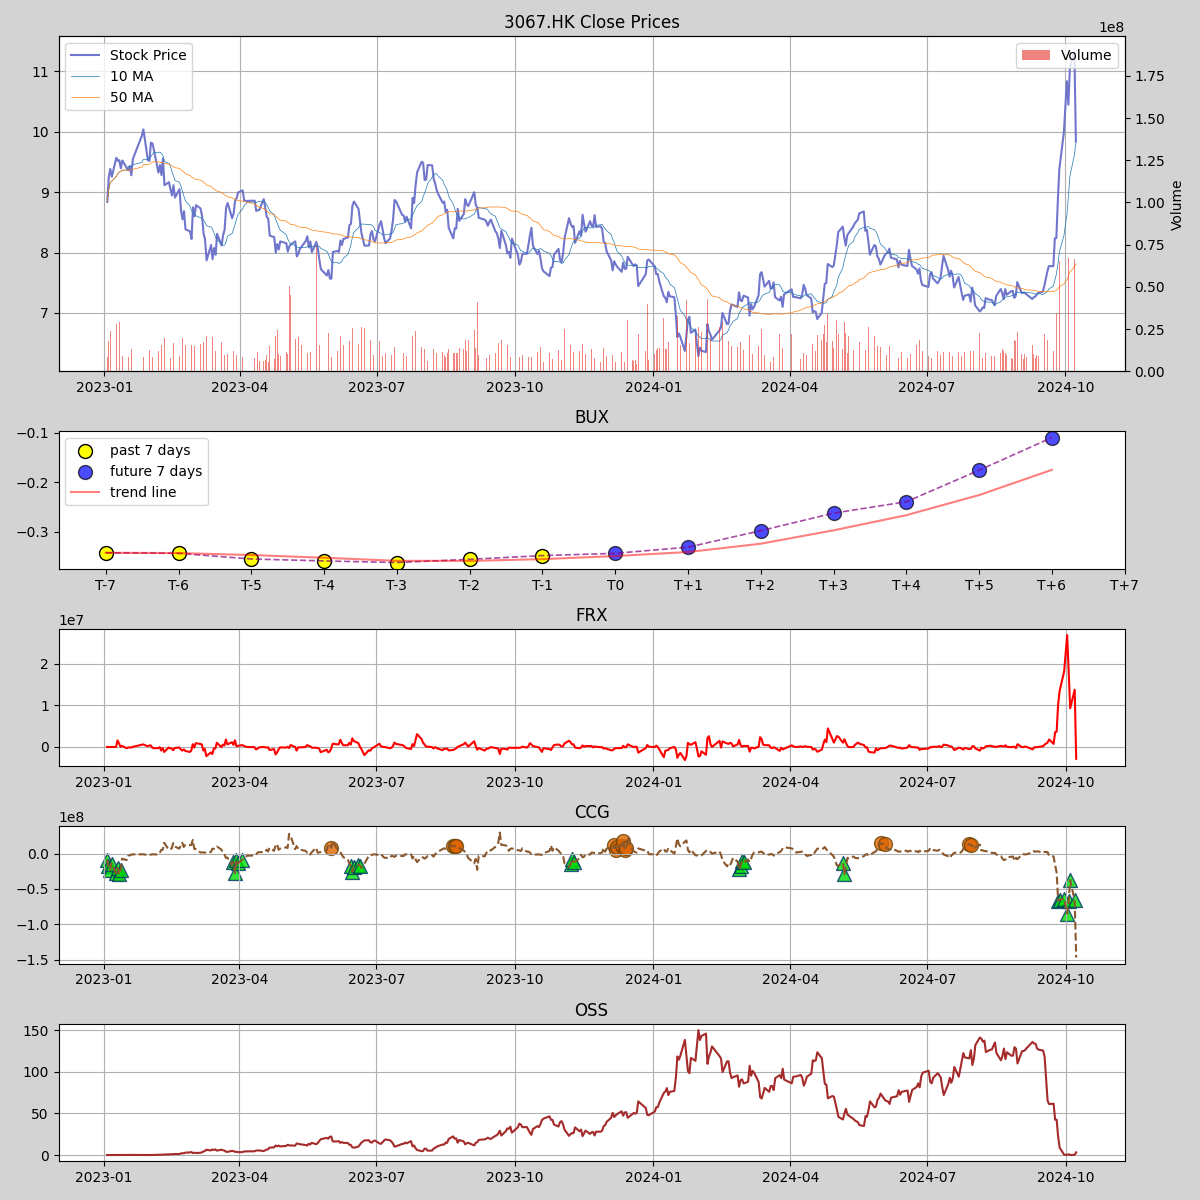 3067.HK Close Prices
1e8
Stock Price
10 MA
50 MA
Volume
11
10
9
8
7
1.75
1.50
1.25
1.00
0.75
0.50
0.25
0.00
Volume
2023-01 2023-04 2023-07 2023-10 2024-01 2024-04 2024-07 2024-10
BUX
past 7 days
future 7 days
trend line
−0.1
−0.2
−0.3
T-7 T-6 T-5 T-4 T-3 T-2 T-1 T0 T+1 T+2 T+3 T+4 T+5 T+6 T+7
FRX
1e7
2
1
0
2023-01 2023-04 2023-07 2023-10 2024-01 2024-04 2024-07 2024-10
CCG
1e8
0.0
−0.5
−1.0
−1.5
2023-01 2023-04 2023-07 2023-10 2024-01 2024-04 2024-07 2024-10
OSS
150
100
50
0
2023-01 2023-04 2023-07 2023-10 2024-01 2024-04 2024-07 2024-10